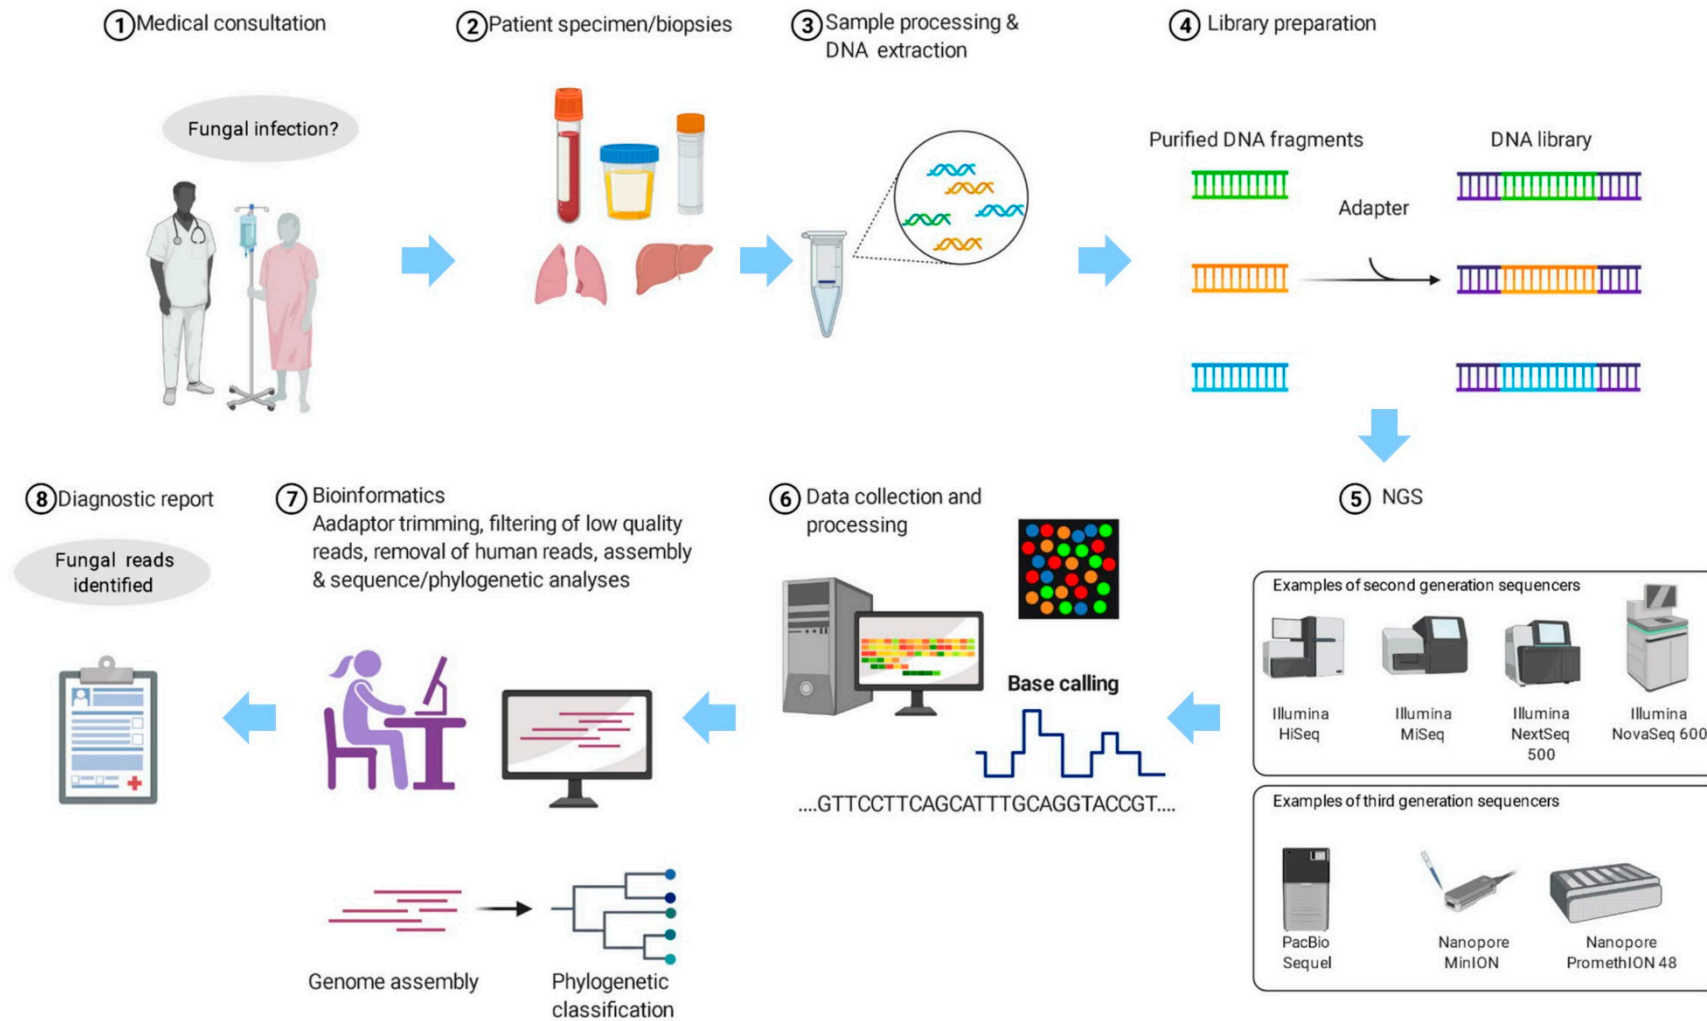 1 Medical consultation
Fungal infection?
2 Patient specimen/biopsies
3 Sample processing &
DNA extraction
4 Library preparation
Purified DNA fragments
Adapter
DNA library
5 NGS
Examples of second generation sequencers
Illumina
HiSeq
Illumina
MiSeq
Illumina
NextSeq
500
Illumina
NovaSeq 600
Examples of third generation sequencers
PacBio
Sequel
Nanopore
MinION
Nanopore
PromethION 48
6 Data collection and
processing
Base calling
....GTTCCTTCAGCATTTGCAGGTACCGT....
7 Bioinformatics
Aadaptor trimming, filtering of low quality
reads, removal of human reads, assembly
& sequence/phylogenetic analyses
Genome assembly
Phylogenetic
classification
8 Diagnostic report
Fungal reads
identified